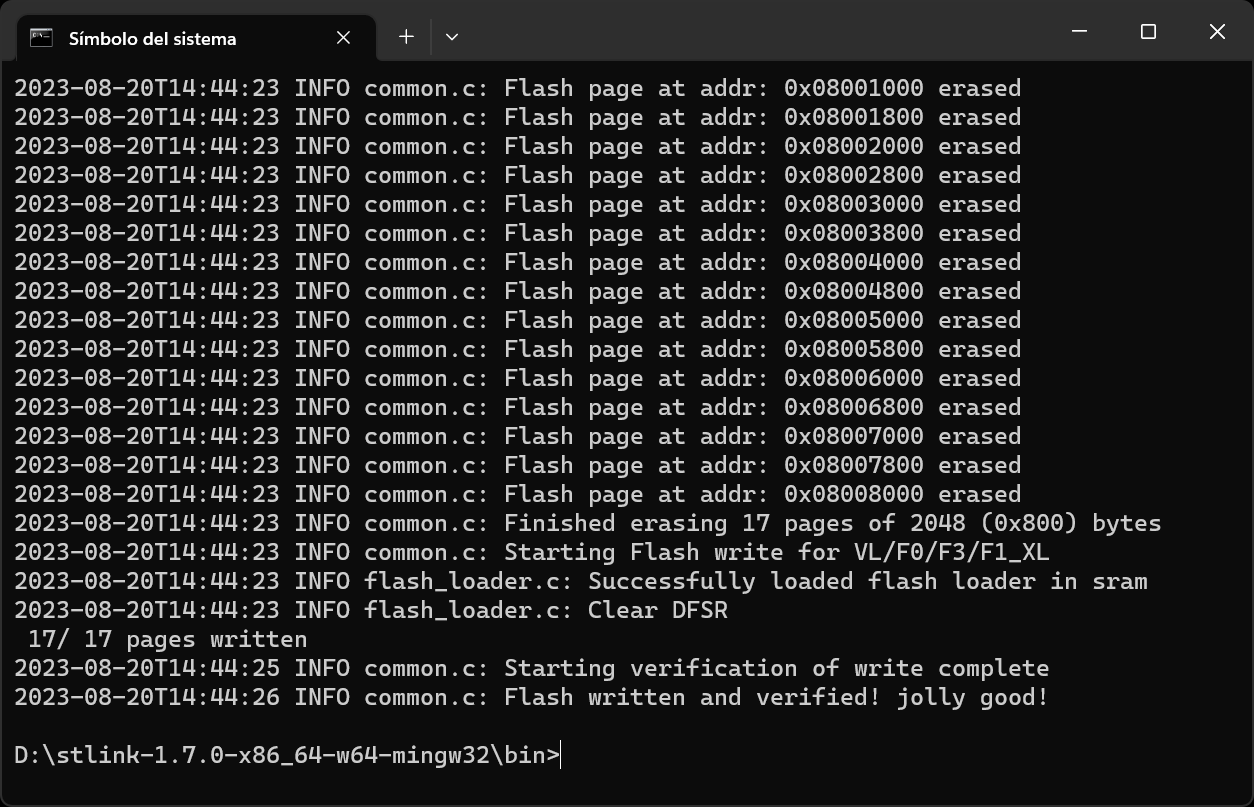 Símbolo del sistema
2023-08-20T14:44:23 INFO common.c: Flash page at addr: 0x08001000 erased
2023-08-20T14:44:23 INFO common.c: Flash page at addr: 0x08001800 erased
2023-08-20T14:44:23 INFO common.c: Flash page at addr: 0x08002000 erased
2023-08-20T14:44:23 INFO common.c: Flash page at addr: 0x08002800 erased
2023-08-20T14:44:23 INFO common.c: Flash page at addr: 0x08003000 erased
2023-08-20T14:44:23 INFO common.c: Flash page at addr: 0x08003800 erased
2023-08-20T14:44:23 INFO common.c: Flash page at addr: 0x08004000 erased
2023-08-20T14:44:23 INFO common.c: Flash page at addr: 0x08004800 erased
2023-08-20T14:44:23 INFO common.c: Flash page at addr: 0x08005000 erased
2023-08-20T14:44:23 INFO common.c: Flash page at addr: 0x08005800 erased
2023-08-20T14:44:23 INFO common.c: Flash page at addr: 0x08006000 erased
2023-08-20T14:44:23 INFO common.c: Flash page at addr: 0x08006800 erased
2023-08-20T14:44:23 INFO common.c: Flash page at addr: 0x08007000 erased
2023-08-20T14:44:23 INFO common.c: Flash page at addr: 0x08007800 erased
2023-08-20T14:44:23 INFO common.c: Flash page at addr: 0x08008000 erased
2023-08-20T14:44:23 INFO common.c: Finished erasing 17 pages of 2048 (0x800) bytes
2023-08-20T14:44:23 INFO common.c: Starting Flash write for VL/F0/F3/F1_XL
2023-08-20T14:44:23 INFO flash_loader.c: Successfully loaded flash loader in sram
2023-08-20T14:44:23 INFO flash_loader.c: Clear DFSR
 17/ 17 pages written
2023-08-20T14:44:25 INFO common.c: Starting verification of write complete
2023-08-20T14:44:26 INFO common.c: Flash written and verified! jolly good!
D:\stlink-1.7.0-x86_64-w64-mingw32\bin>